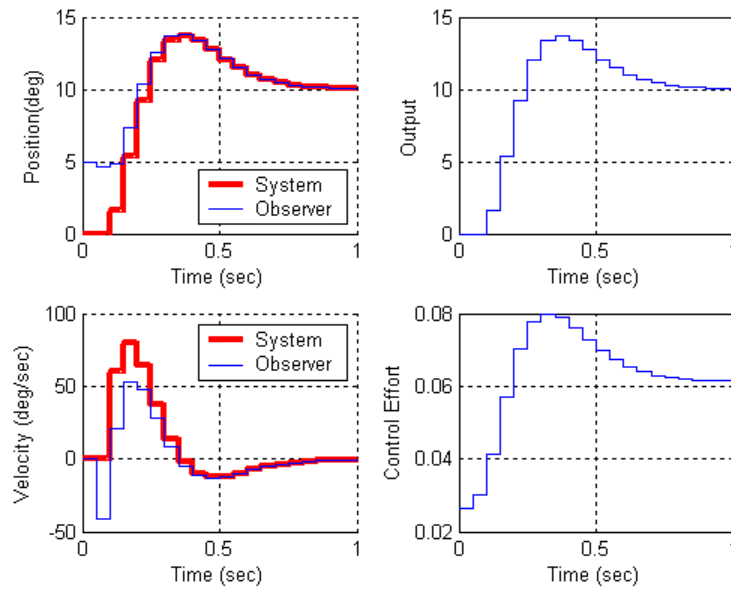 15
10
5
0
Position(deg)
System
Observer
0
0.5
1
Time (sec)
15
10
5
0
Output
0
0.5
1
Time (sec)
100
50
0
-50
Velocity (deg/sec)
System
Observer
0
0.5
1
Time (sec)
0.08
0.06
0.04
0.02
Control Effort
0
0.5
1
Time (sec)